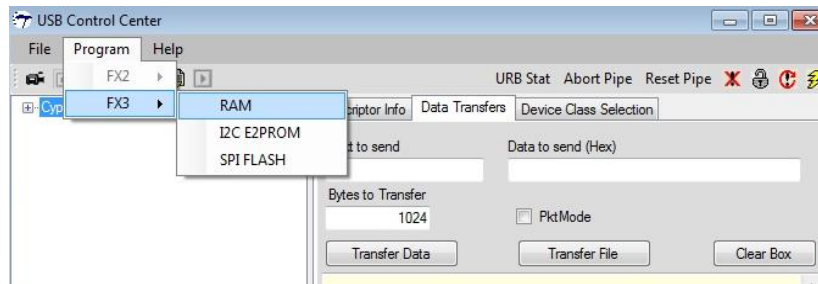 USB Control Center
File Program Help
FX2
URB Stat Abort Pipe Reset Pipe
FX3
RAM
Data Transfers
Device Class Selection
Info
I2C E2PROM
SPI FLASH
to send
Data to send (Hex)
Bytes to Transfer
1024
PktMode
Transfer Data
Transfer File
Clear Box